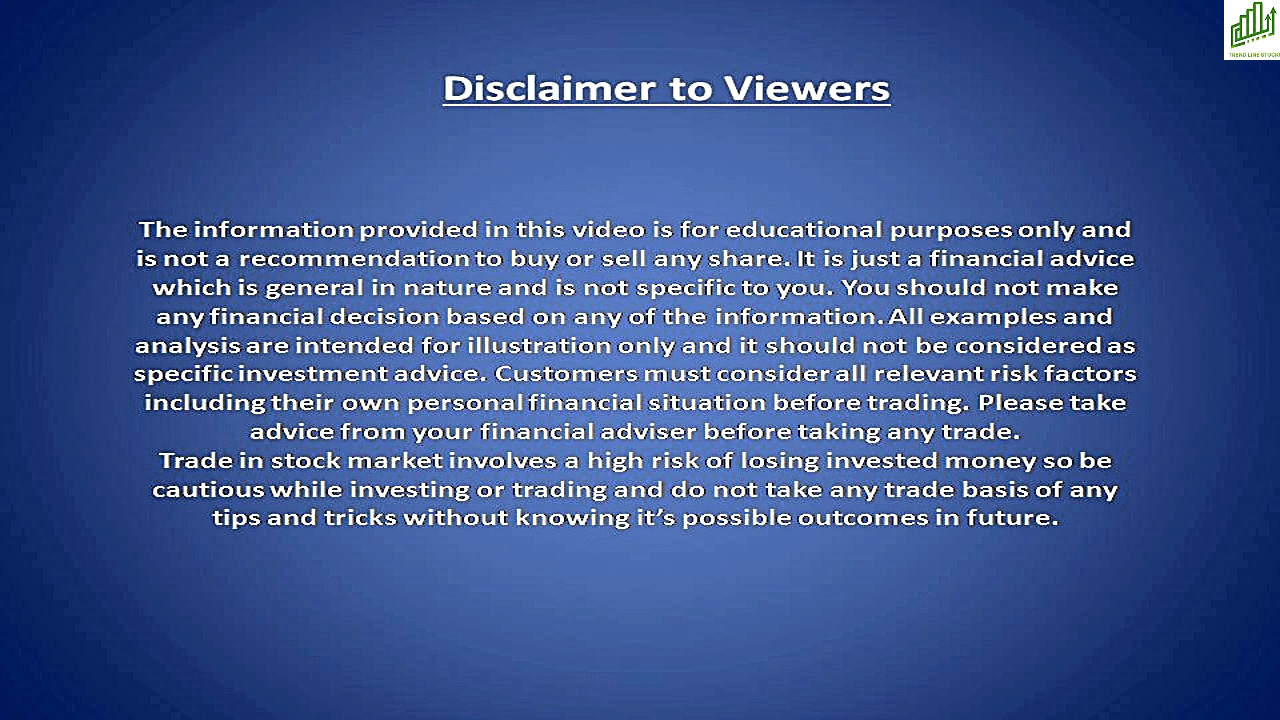 TREND LINE STOCK
Disclaimer to Viewers
The information provided in this video is for educational purposes only and
is not a recommendation to buy or sell any share. It is just a financial advice
which is general in nature and is not specific to you. You should not make
any financial decision based on any of the information. All examples and
analysis are intended for illustration only and it should not be considered as
specific investment advice. Customers must consider all relevant risk factors
including their own personal financial situation before trading. Please take
advice from your financial adviser before taking any trade.
Trade in stock market involves a high risk of losing invested money so be
cautious while investing or trading and do not take any trade basis of any
tips and tricks without knowing it’s possible outcomes in future.